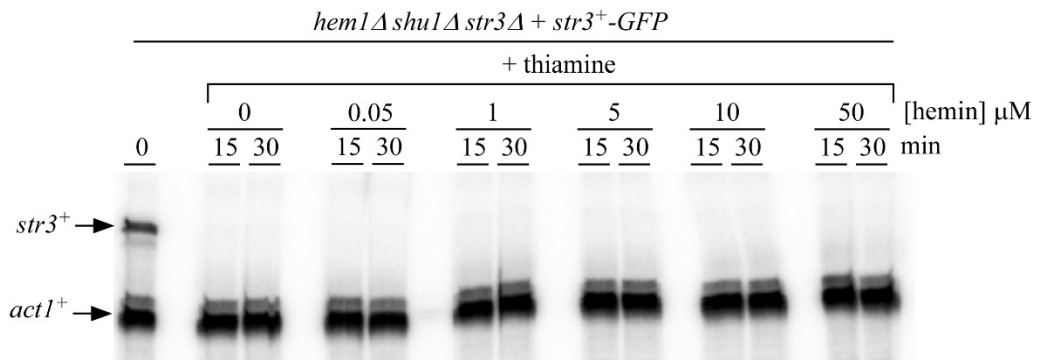 hem1Δ shu1Δ str3Δ + str3⁺-GFP
+ thiamine
0 0.05 1 5 10 50 [hemin] μM
0 15 30 15 30 15 30 15 30 15 30 15 30 min
str3⁺
act1⁺